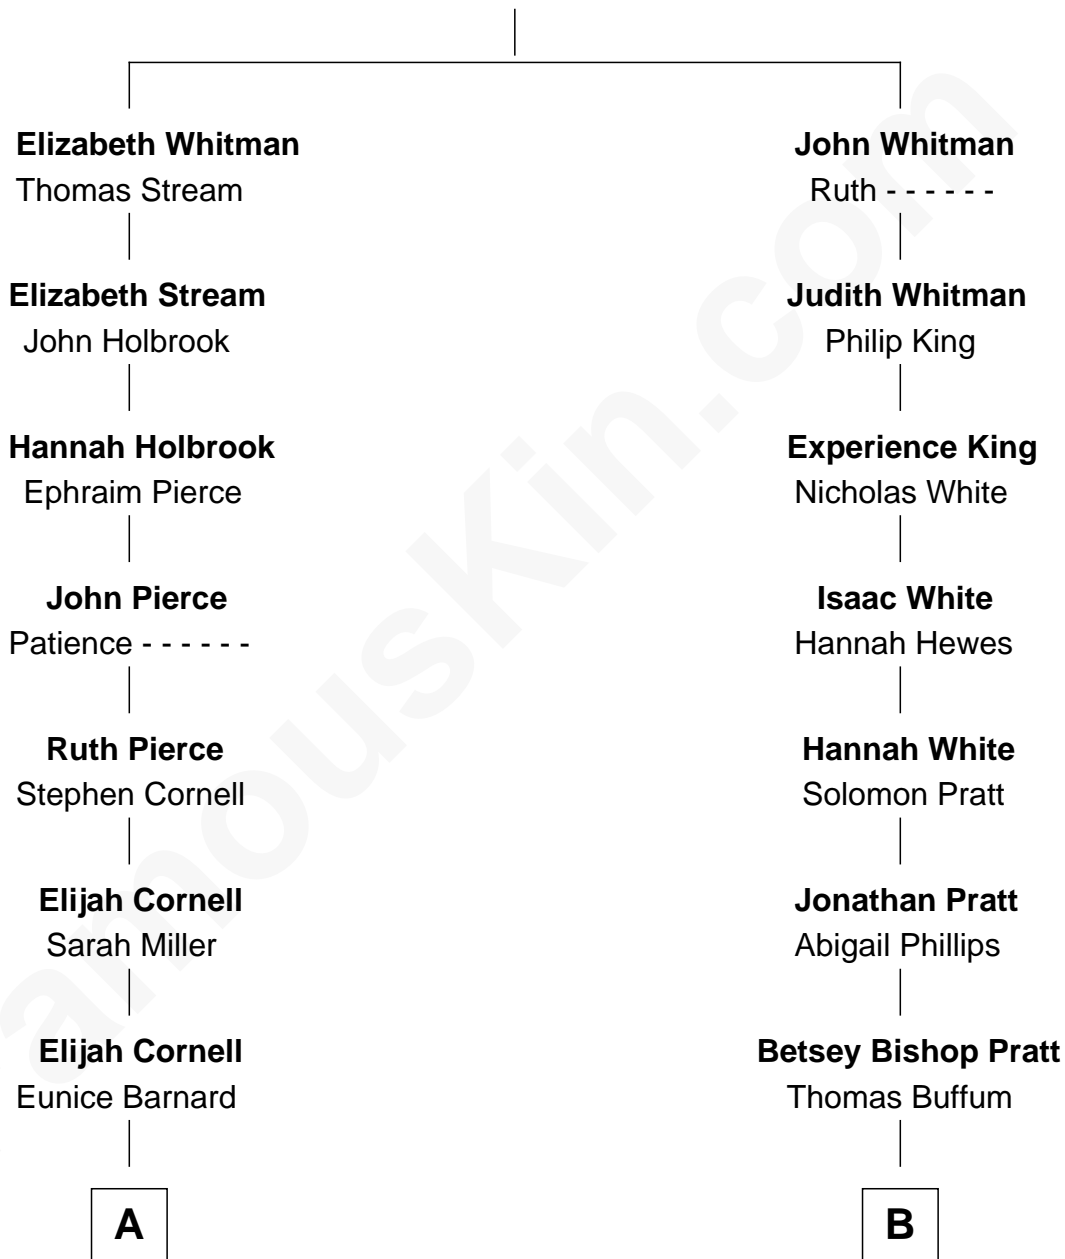 Elizabeth Whitman
Thomas Stream
Elizabeth Stream
John Holbrook
Hannah Holbrook
Ephraim Pierce
John Pierce
Patience - - - - - -
Ruth Pierce
Stephen Cornell
Elijah Cornell
Sarah Miller
Elijah Cornell
Eunice Barnard
A
John Whitman
Ruth - - - - - -
Judith Whitman
Philip King
Experience King
Nicholas White
Isaac White
Hannah Hewes
Hannah White
Solomon Pratt
Jonathan Pratt
Abigail Phillips
Betsey Bishop Pratt
Thomas Buffum
B
amouskin.com